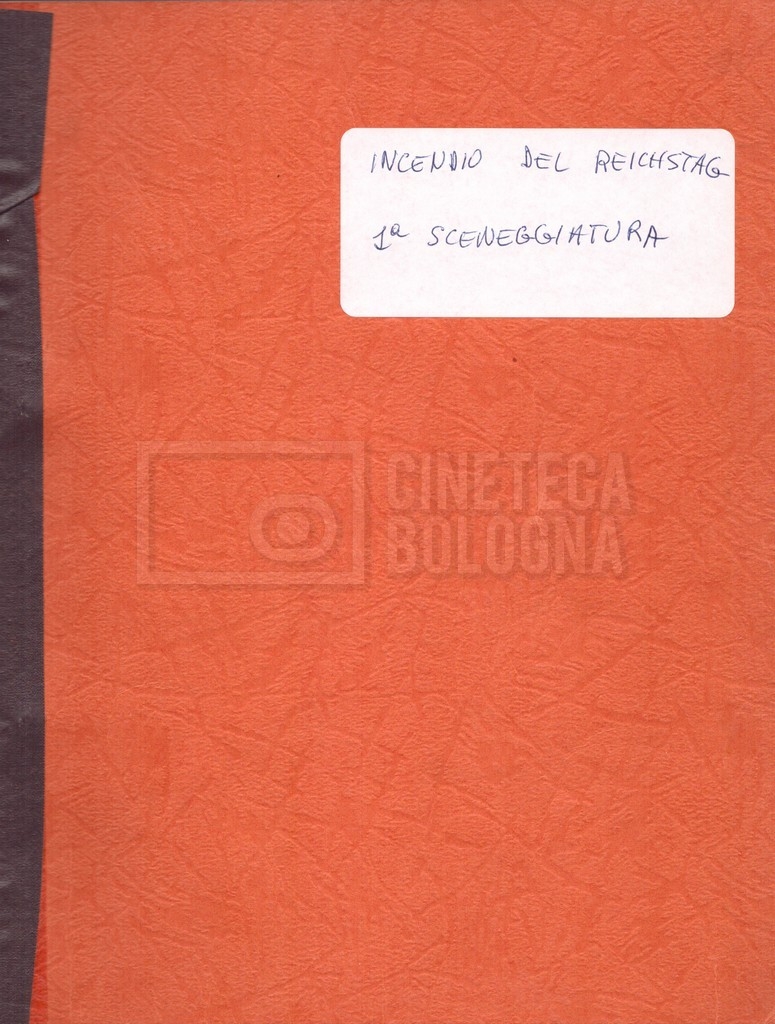 INCENDIO DEL REICHSTAG
1ª SCENEGGIATURA
CINETECA
BOLOGNA